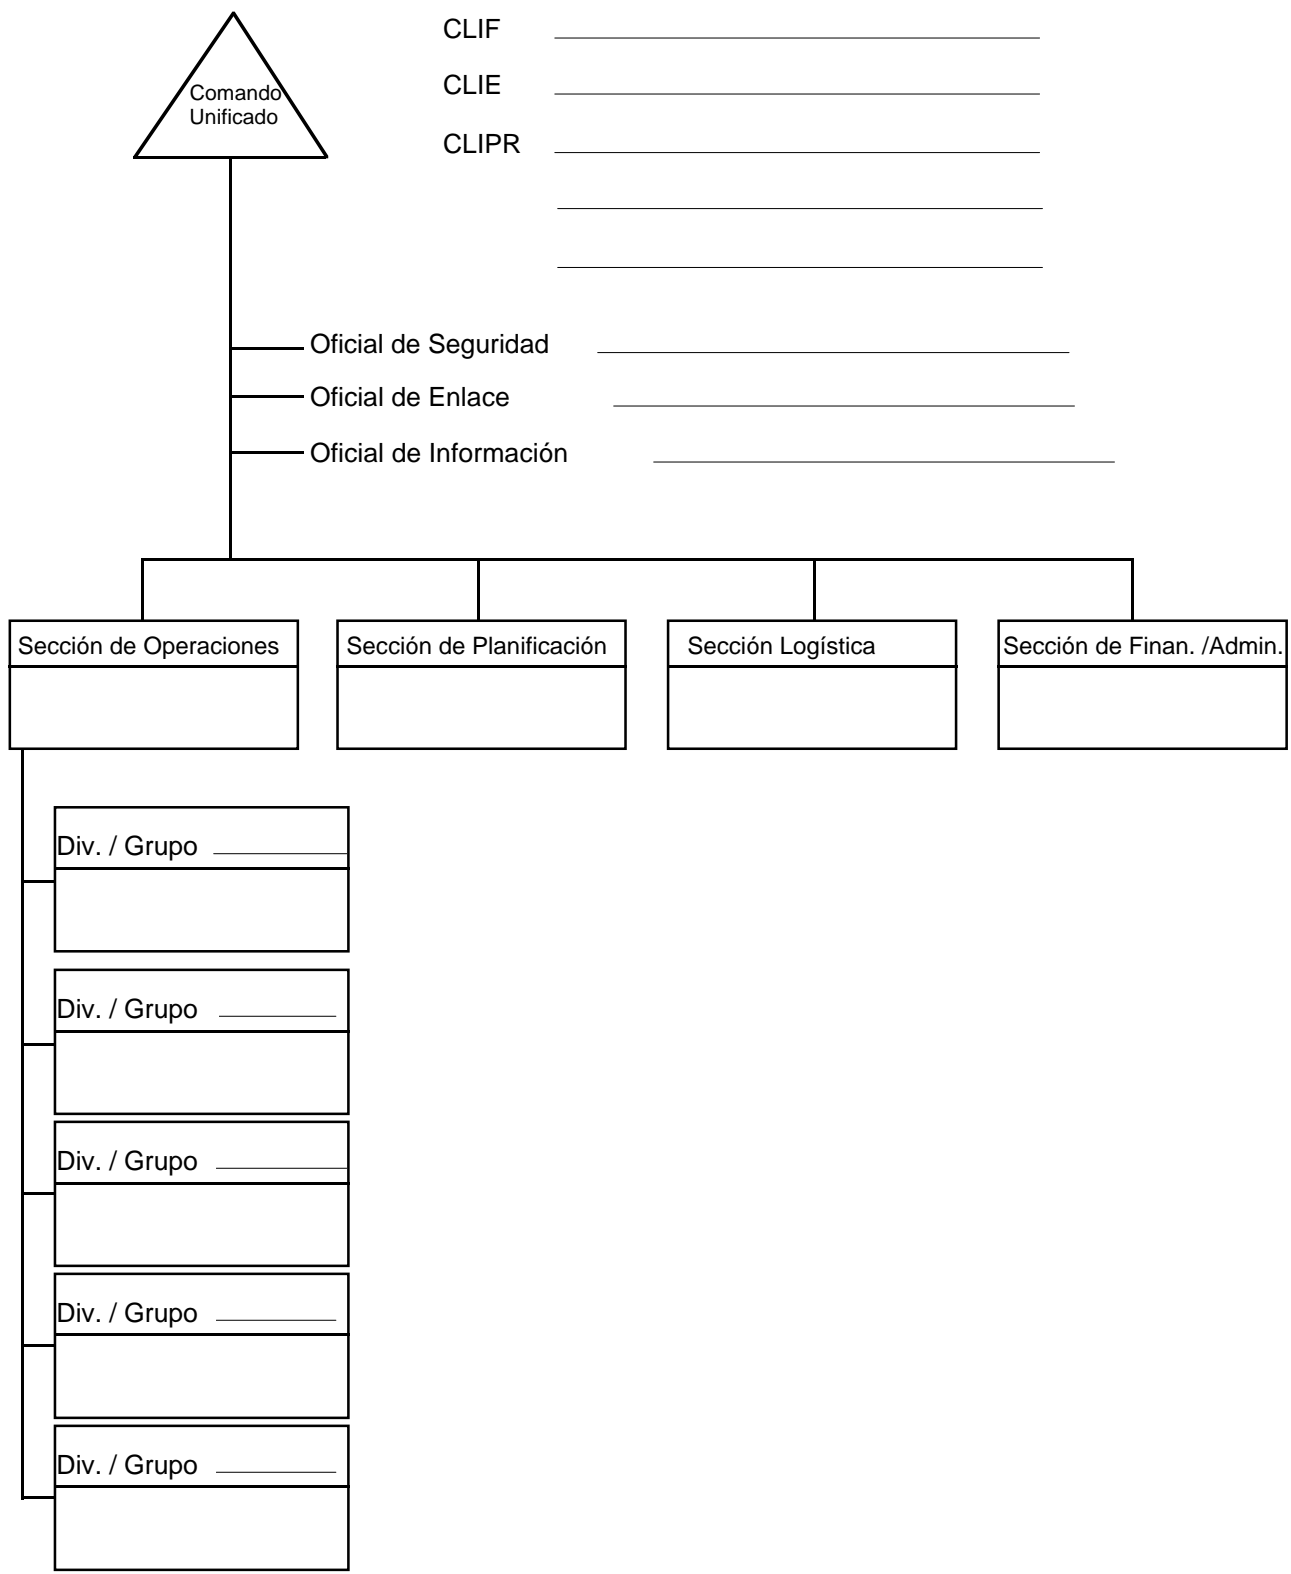 CLIF
Comando
Unificado
CLIE
CLIPR
Oficial de Seguridad
Oficial de Enlace
Oficial de Información
Sección de Operaciones
Sección de Planificación
Sección Logística
Sección de Finan. /Admin.
Div. / Grupo
Div. / Grupo
Div. / Grupo
Div. / Grupo
Div. / Grupo